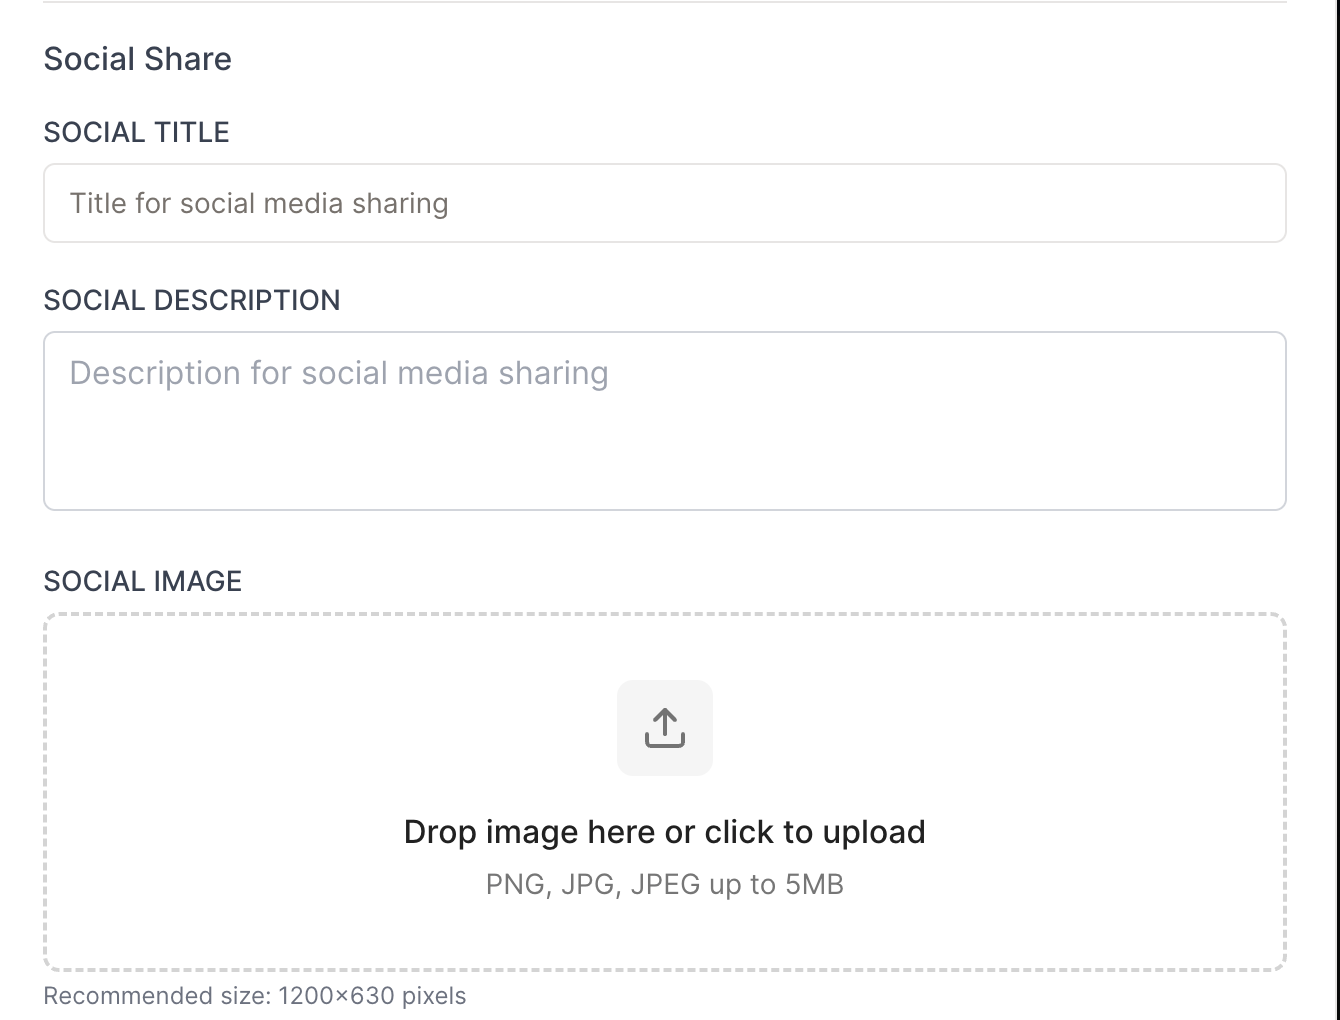 Social Share
SOCIAL TITLE
Title for social media sharing
SOCIAL DESCRIPTION
Description for social media sharing
SOCIAL IMAGE
Drop image here or click to upload
PNG, JPG, JPEG up to 5MB
Recommended size: 1200×630 pixels